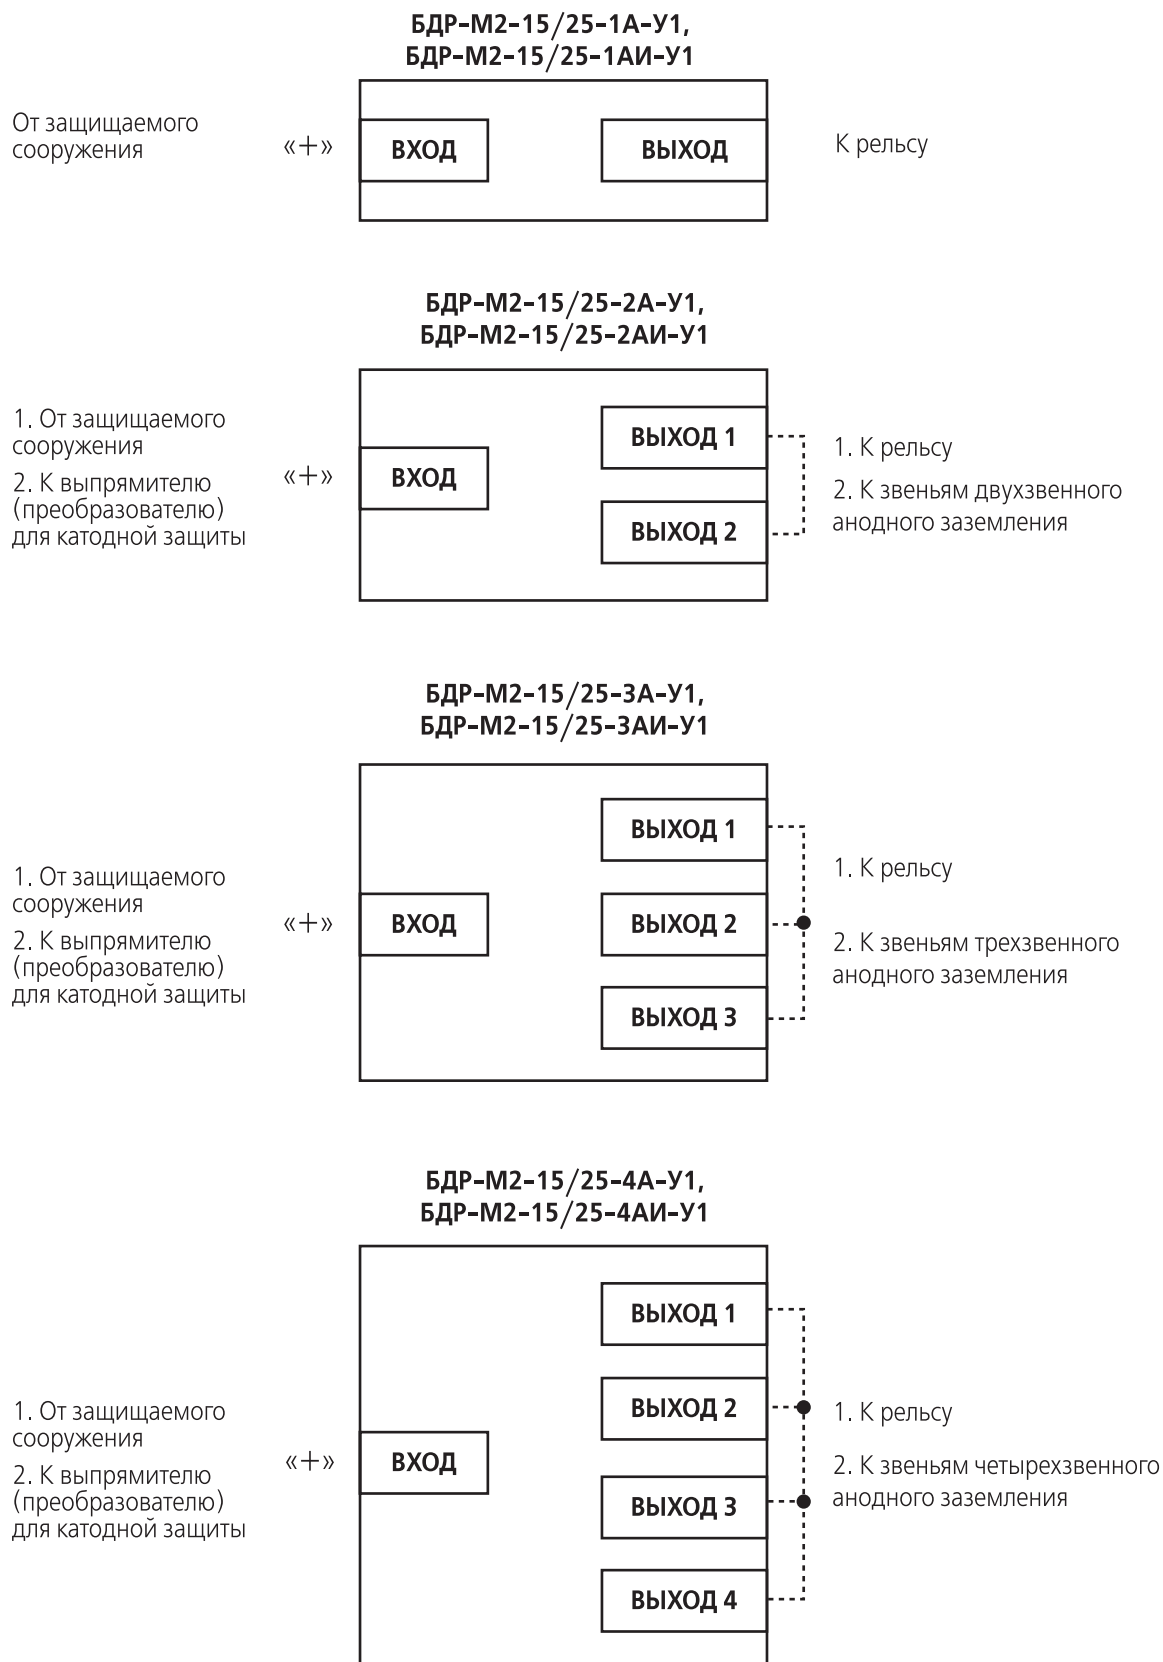 БДР-М2-15/25-1А-У1,
БДР-М2-15/25-1АИ-У1
От защищаемого
сооружения
«+»
ВХОД
ВЫХОД
К рельсу
БДР-М2-15/25-2А-У1,
БДР-М2-15/25-2АИ-У1
1. От защищаемого
сооружения
2. К выпрямителю
(преобразователю)
для катодной защиты
«+»
ВХОД
ВЫХОД 1
ВЫХОД 2
1. К рельсу
2. К звеньям двухзвенного
анодного заземления
БДР-М2-15/25-3А-У1,
БДР-М2-15/25-3АИ-У1
1. От защищаемого
сооружения
2. К выпрямителю
(преобразователю)
для катодной защиты
«+»
ВХОД
ВЫХОД 1
ВЫХОД 2
ВЫХОД 3
1. К рельсу
2. К звеньям трехзвенного
анодного заземления
БДР-М2-15/25-4А-У1,
БДР-М2-15/25-4АИ-У1
1. От защищаемого
сооружения
2. К выпрямителю
(преобразователю)
для катодной защиты
«+»
ВХОД
ВЫХОД 1
ВЫХОД 2
ВЫХОД 3
ВЫХОД 4
1. К рельсу
2. К звеньям четырехзвенного
анодного заземления